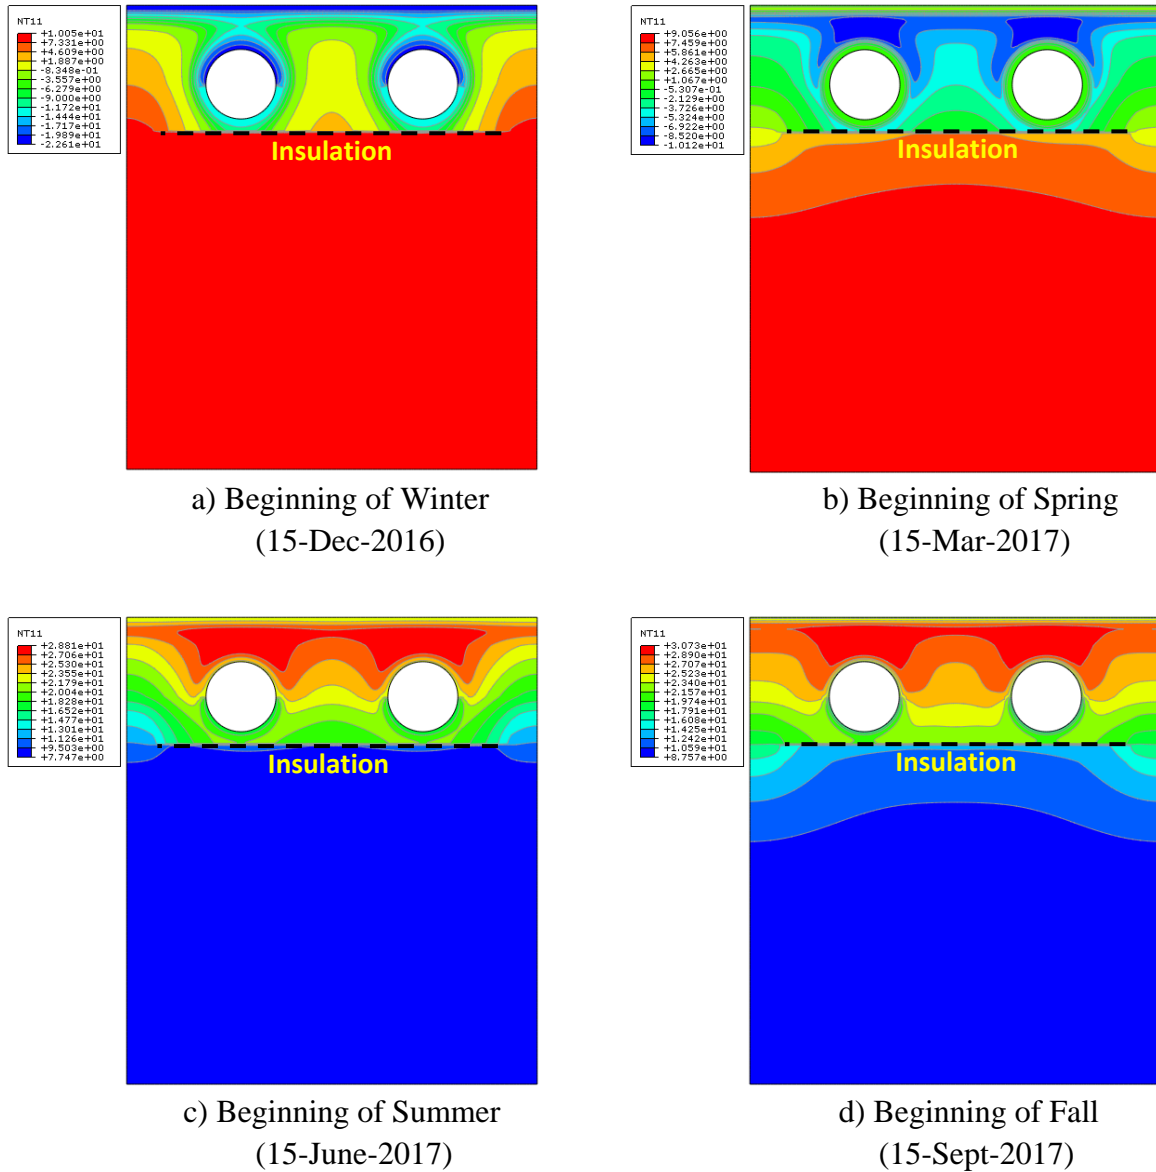 NT11
+1.005e+01
+7.331e+00
+4.609e+00
+1.887e+00
-8.348e-01
-3.557e+00
-6.279e+00
-9.000e+00
-1.172e+01
-1.444e+01
-1.717e+01
-1.989e+01
-2.261e+01
Insulation
a) Beginning of Winter
(15-Dec-2016)
NT11
+9.056e+00
+7.459e+00
+5.861e+00
+4.263e+00
+2.665e+00
+1.067e+00
-5.307e-01
-2.129e+00
-3.726e+00
-5.324e+00
-6.922e+00
-8.520e+00
-1.012e+01
Insulation
b) Beginning of Spring
(15-Mar-2017)
NT11
+2.881e+01
+2.706e+01
+2.530e+01
+2.355e+01
+2.179e+01
+2.004e+01
+1.828e+01
+1.652e+01
+1.477e+01
+1.301e+01
+1.126e+01
+9.503e+00
+7.747e+00
Insulation
c) Beginning of Summer
(15-June-2017)
NT11
+3.073e+01
+2.890e+01
+2.707e+01
+2.523e+01
+2.340e+01
+2.157e+01
+1.974e+01
+1.791e+01
+1.608e+01
+1.425e+01
+1.242e+01
+1.059e+01
+8.757e+00
Insulation
d) Beginning of Fall
(15-Sept-2017)